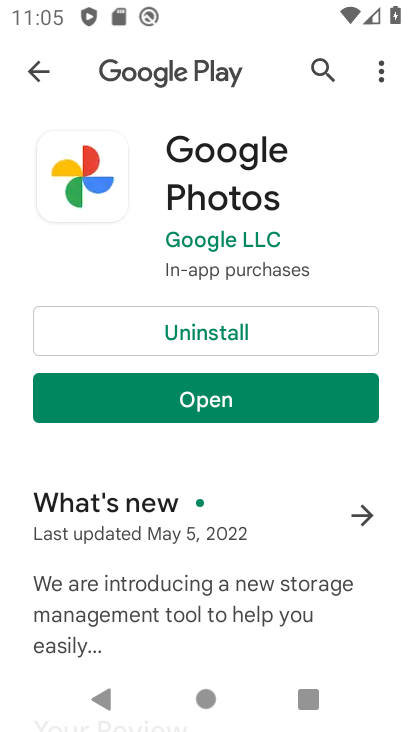 11:05
Google Play
Google
Photos
Google LLC
In-app purchases
Uninstall
Open
What's new
Last updated May 5, 2022
We are introducing a new storage
management tool to help you
easily...
Your Review